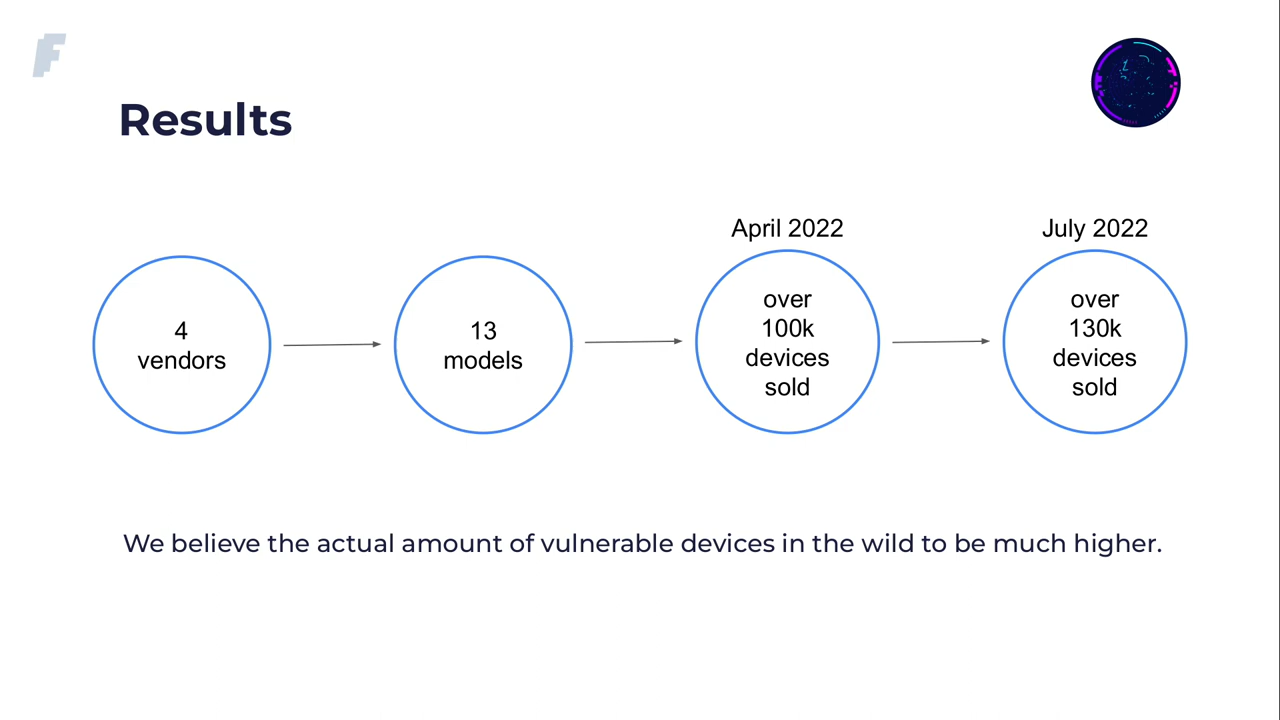 Results
4
vendors
13
models
April 2022
over
100k
devices
sold
July 2022
over
130k
devices
sold
We believe the actual amount of vulnerable devices in the wild to be much higher.